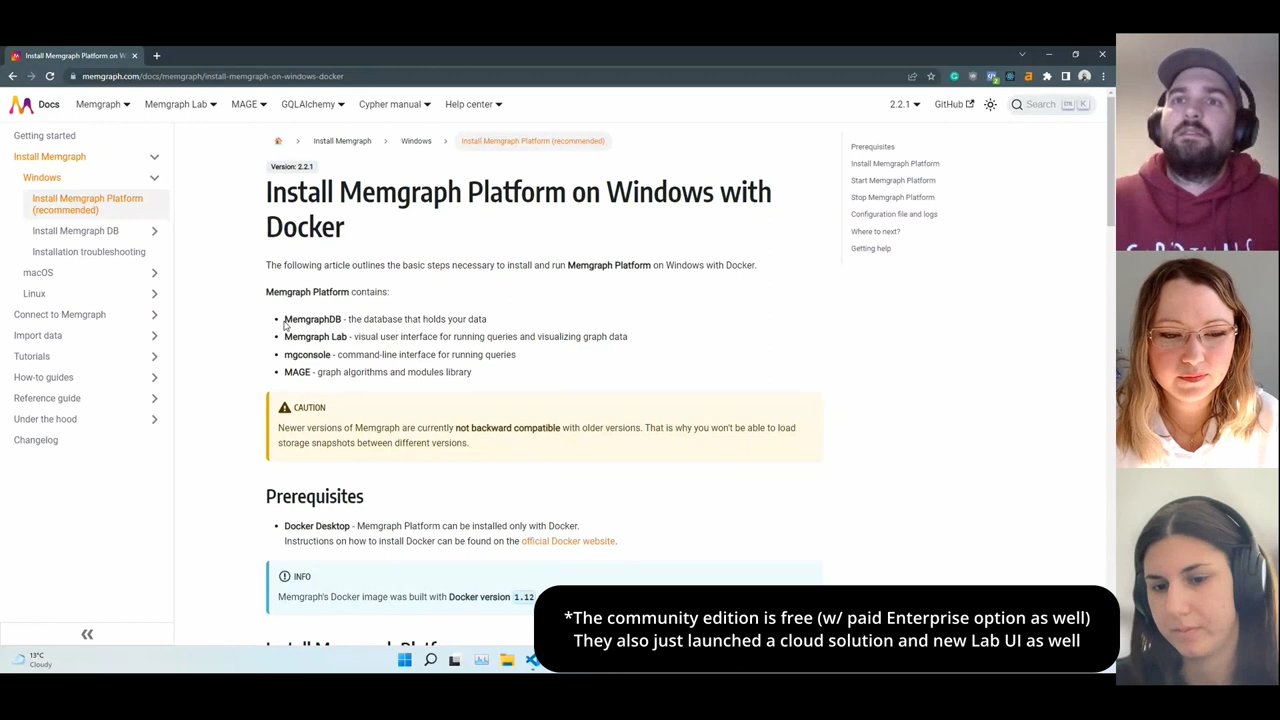 Install Memgraph Platform on W
memgraph.com/docs/memgraph/install-memgraph-on-windows-docker
Docs
Memgraph
Memgraph Lab
MAGE
GQLAlchemy
Cypher manual
Help center
2.2.1
GitHub
Search
K
Getting started
Install Memgraph
Windows
Install Memgraph Platform
(recommended)
Install Memgraph DB
Installation troubleshooting
macOS
Linux
Connect to Memgraph
Import data
Tutorials
How-to guides
Reference guide
Under the hood
Changelog
Install Memgraph
Windows
Install Memgraph Platform (recommended)
Version: 2.2.1
Install Memgraph Platform on Windows with
Docker
The following article outlines the basic steps necessary to install and run Memgraph Platform on Windows with Docker.
Memgraph Platform contains:
• MemgraphDB - the database that holds your data
• Memgraph Lab - visual user interface for running queries and visualizing graph data
• mgconsole - command-line interface for running queries
• MAGE - graph algorithms and modules library
CAUTION
Newer versions of Memgraph are currently not backward compatible with older versions. That is why you won't be able to load
storage snapshots between different versions.
Prerequisites
• Docker Desktop - Memgraph Platform can be installed only with Docker.
Instructions on how to install Docker can be found on the official Docker website.
INFO
Memgraph's Docker image was built with Docker version 1.12
Prerequisites
Install Memgraph Platform
Start Memgraph Platform
Stop Memgraph Platform
Configuration file and logs
Where to next?
Getting help
*The community edition is free (w/ paid Enterprise option as well)
They also just launched a cloud solution and new Lab UI as well
13°C
Cloudy